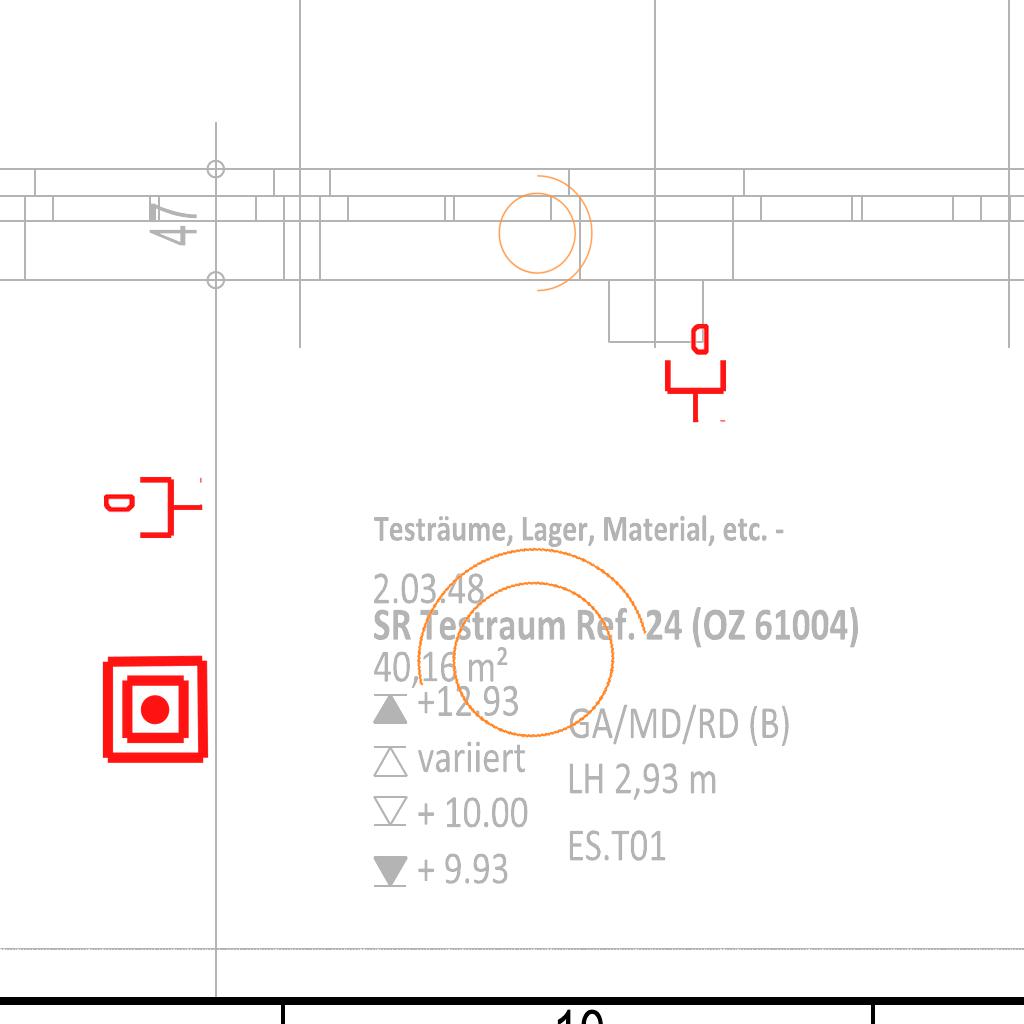 47
Testräume, Lager, Material, etc. -
2.03.48
SR Testraum Ref. 24 (OZ 61004)
40,16 m²
+12.93
GA/MD/RD (B)
variiert
LH 2,93 m
+ 10.00
ES.T01
+ 9.93
10